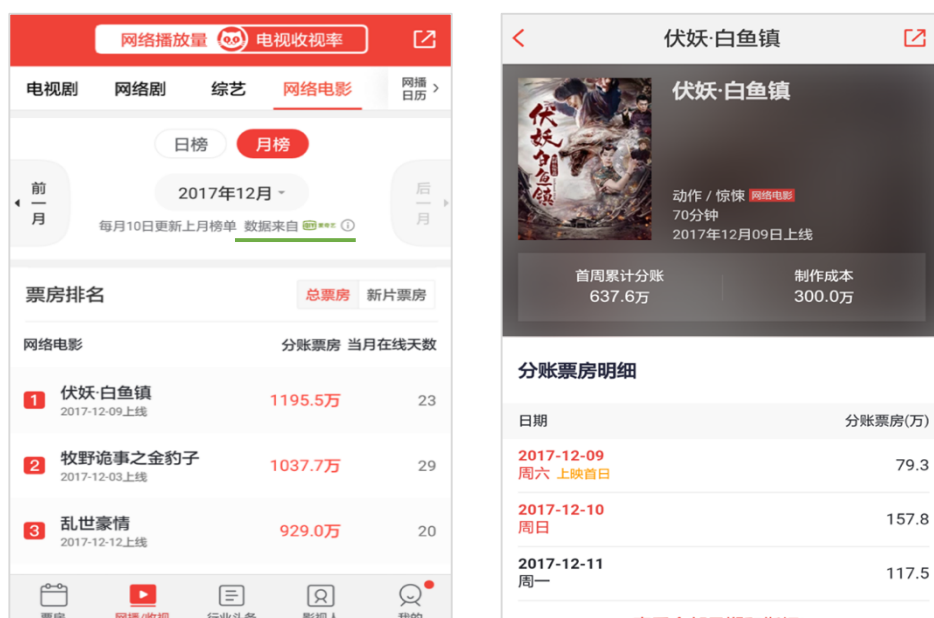 网络播放量 电视收视率
电视剧 网络剧 综艺 网络电影 网播日历 >
日榜 月榜
前一月
2017年12月
后一月
每月10日更新上月榜单 数据来自
票房排名 总票房 新片票房
网络电影 分账票房 当月在线天数
1 伏妖·白鱼镇 1195.5万 23
2017-12-09上线
2 牧野诡事之金豹子 1037.7万 29
2017-12-03上线
3 乱世豪情 929.0万 20
2017-12-12上线
票房 网播/收视 行业头条 影视人 我的
伏妖·白鱼镇
伏妖白鱼镇
伏妖·白鱼镇
动作 / 惊悚 网络电影
70分钟
2017年12月09日上线
首周累计分账 制作成本
637.6万 300.0万
分账票房明细
日期 分账票房(万)
2017-12-09 79.3
周六 上映首日
2017-12-10 157.8
周日
2017-12-11 117.5
周一